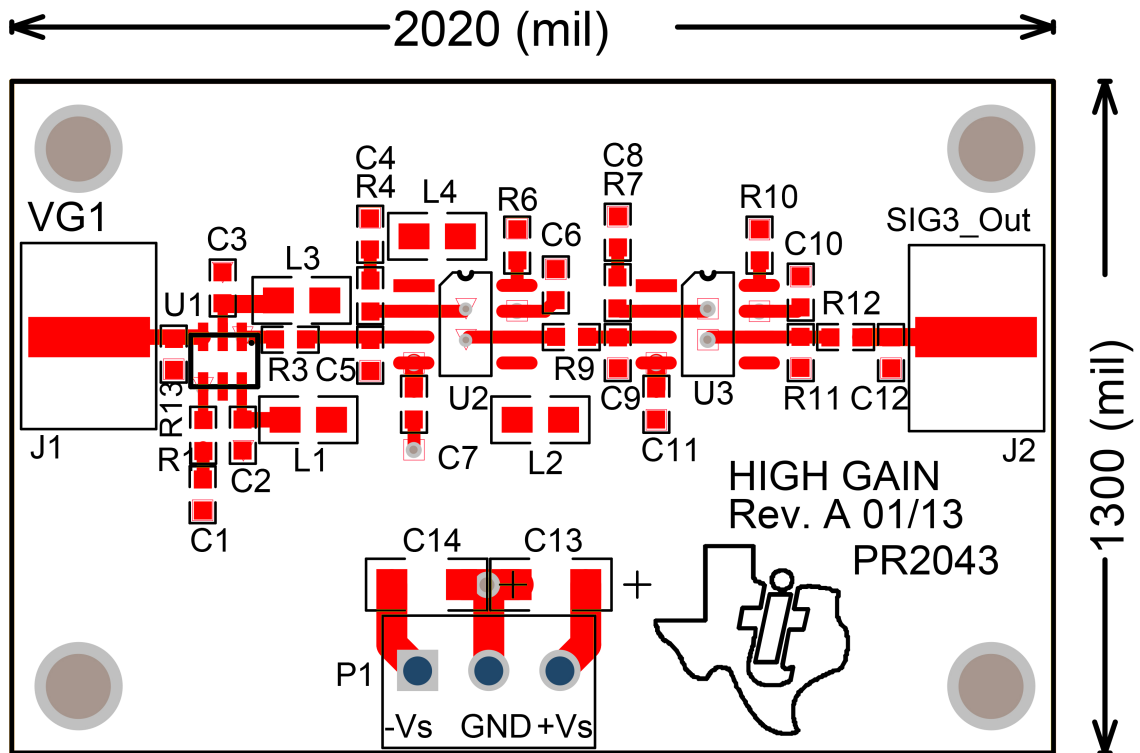 2020 (mil)
VG1
C3
L3
C4
R4
L4
R6
C6
C8
R7
R10
C10
SIG3_Out
U1
R12
R3
C5
U2
R9
C9
U3
R11
C12
R13
J1
R1
C2
L1
C7
L2
C11
J2
C1
HIGH GAIN
Rev. A 01/13
PR2043
1300 (mil)
C14
C13
+
+
P1
-Vs GND +Vs